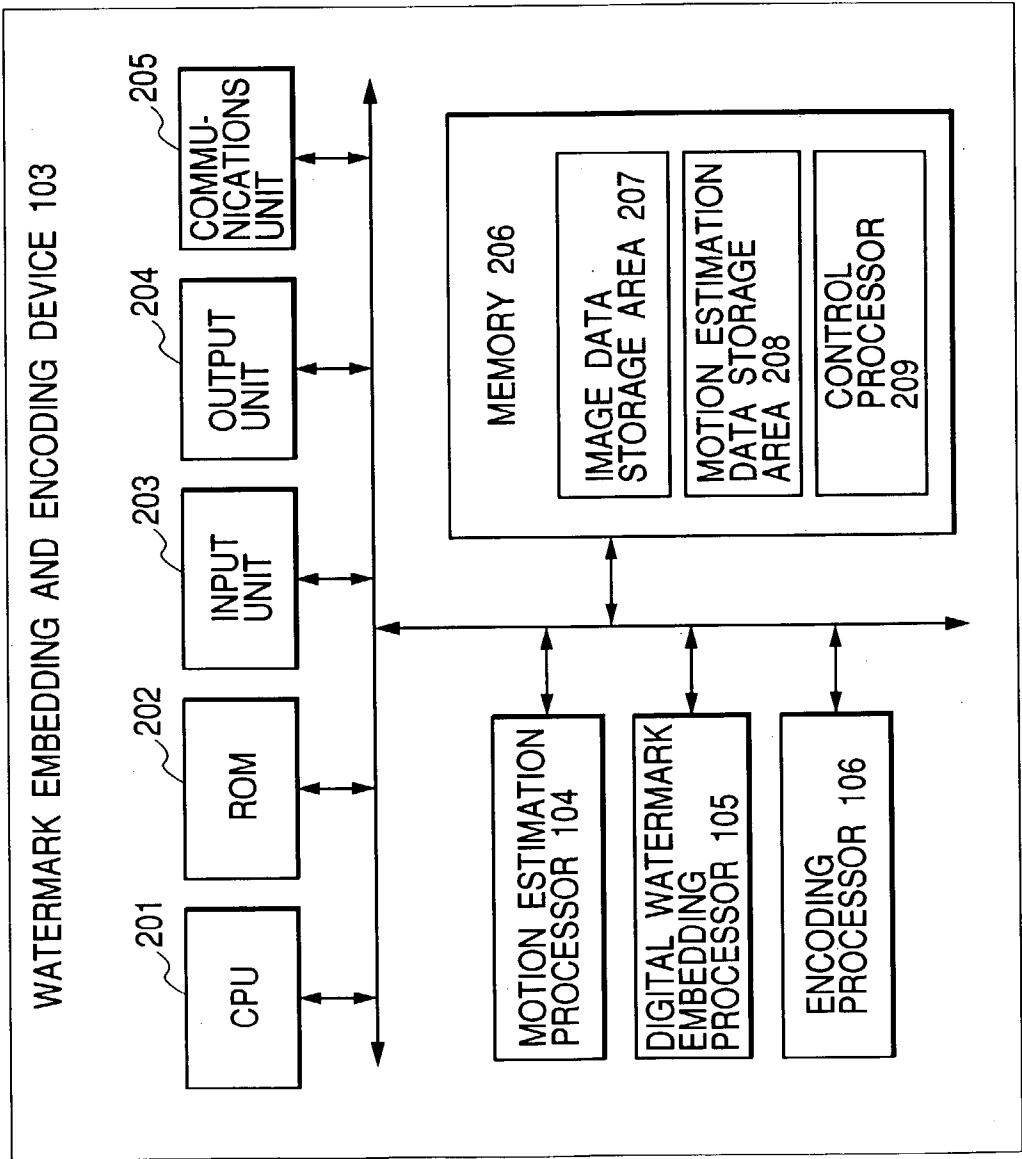 WATERMARK EMBEDDING AND ENCODING DEVICE 103
201
202
203
204
205
CPU
ROM
INPUT
UNIT
OUTPUT
UNIT
COMMU-
NICATIONS
UNIT
MOTION ESTIMATION
PROCESSOR 104
DIGITAL WATERMARK
EMBEDDING
PROCESSOR 105
ENCODING
PROCESSOR 106
MEMORY 206
IMAGE DATA
STORAGE AREA 207
MOTION ESTIMATION
DATA STORAGE
AREA 208
CONTROL
PROCESSOR
209